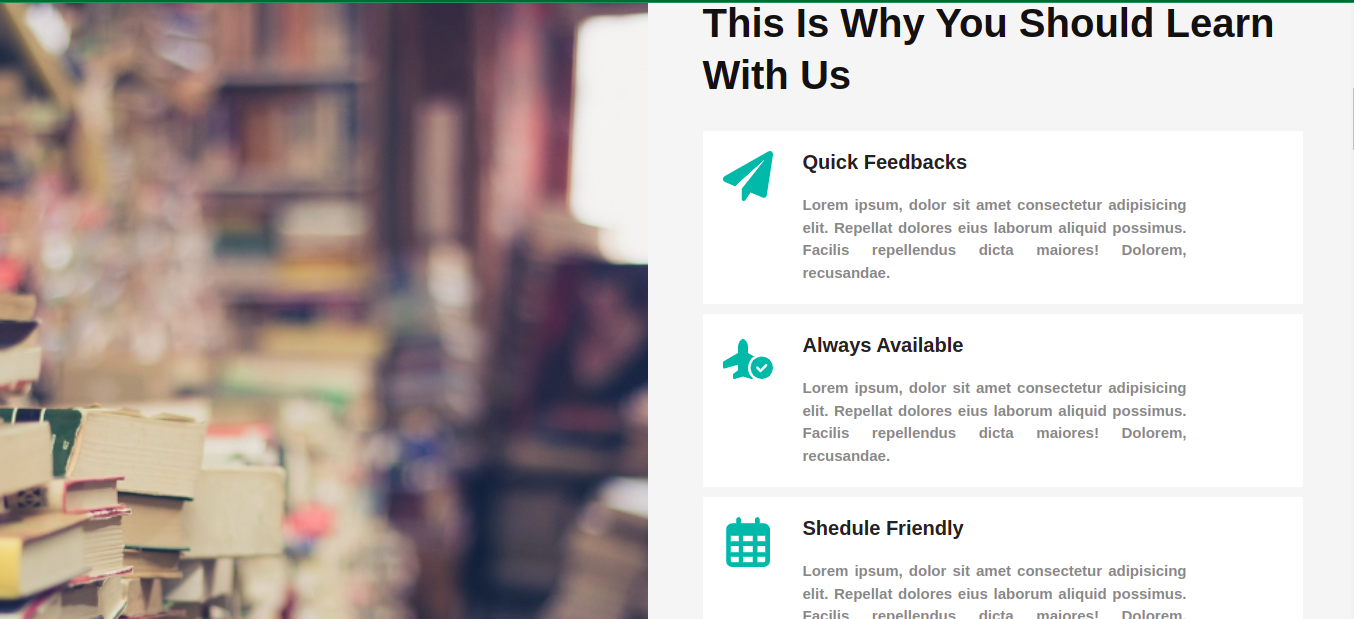 This Is Why You Should Learn
With Us
Quick Feedbacks
Lorem ipsum, dolor sit amet consectetur adipisicing
elit. Repellat dolores eius laborum aliquid possimus.
Facilis repellendus dicta maiores! Dolorem,
recusandae.
Always Available
Lorem ipsum, dolor sit amet consectetur adipisicing
elit. Repellat dolores eius laborum aliquid possimus.
Facilis repellendus dicta maiores! Dolorem,
recusandae.
Shedule Friendly
Lorem ipsum, dolor sit amet consectetur adipisicing
elit. Repellat dolores eius laborum aliquid possimus.
Facilis repellendus dicta maiores! Dolorem,